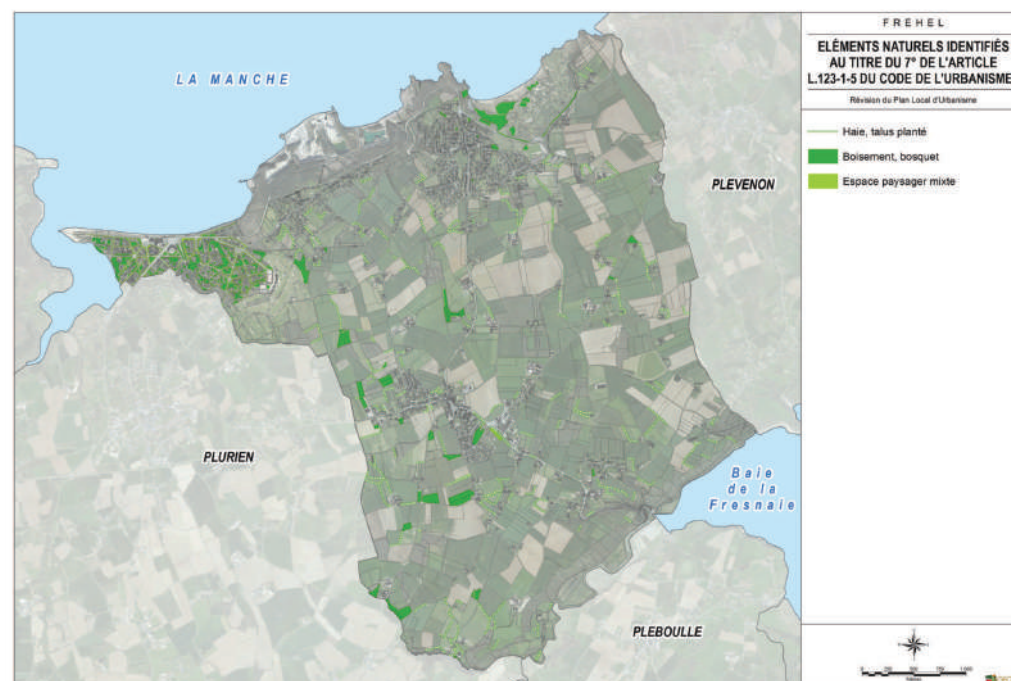 FREHEL
ELÉMENTS NATURELS IDENTIFIÉS
AU TITRE DU 7° DE L'ARTICLE
L.123-1-5 DU CODE DE L'URBANISME
Révision du Plan Local d'Urbanisme
Haie, talus planté
Boisement, bosquet
Espace paysager mixte
LA MANCHE
PLEVENON
PLURIEN
Baie
de la
Fresnaie
PLEBOULLE